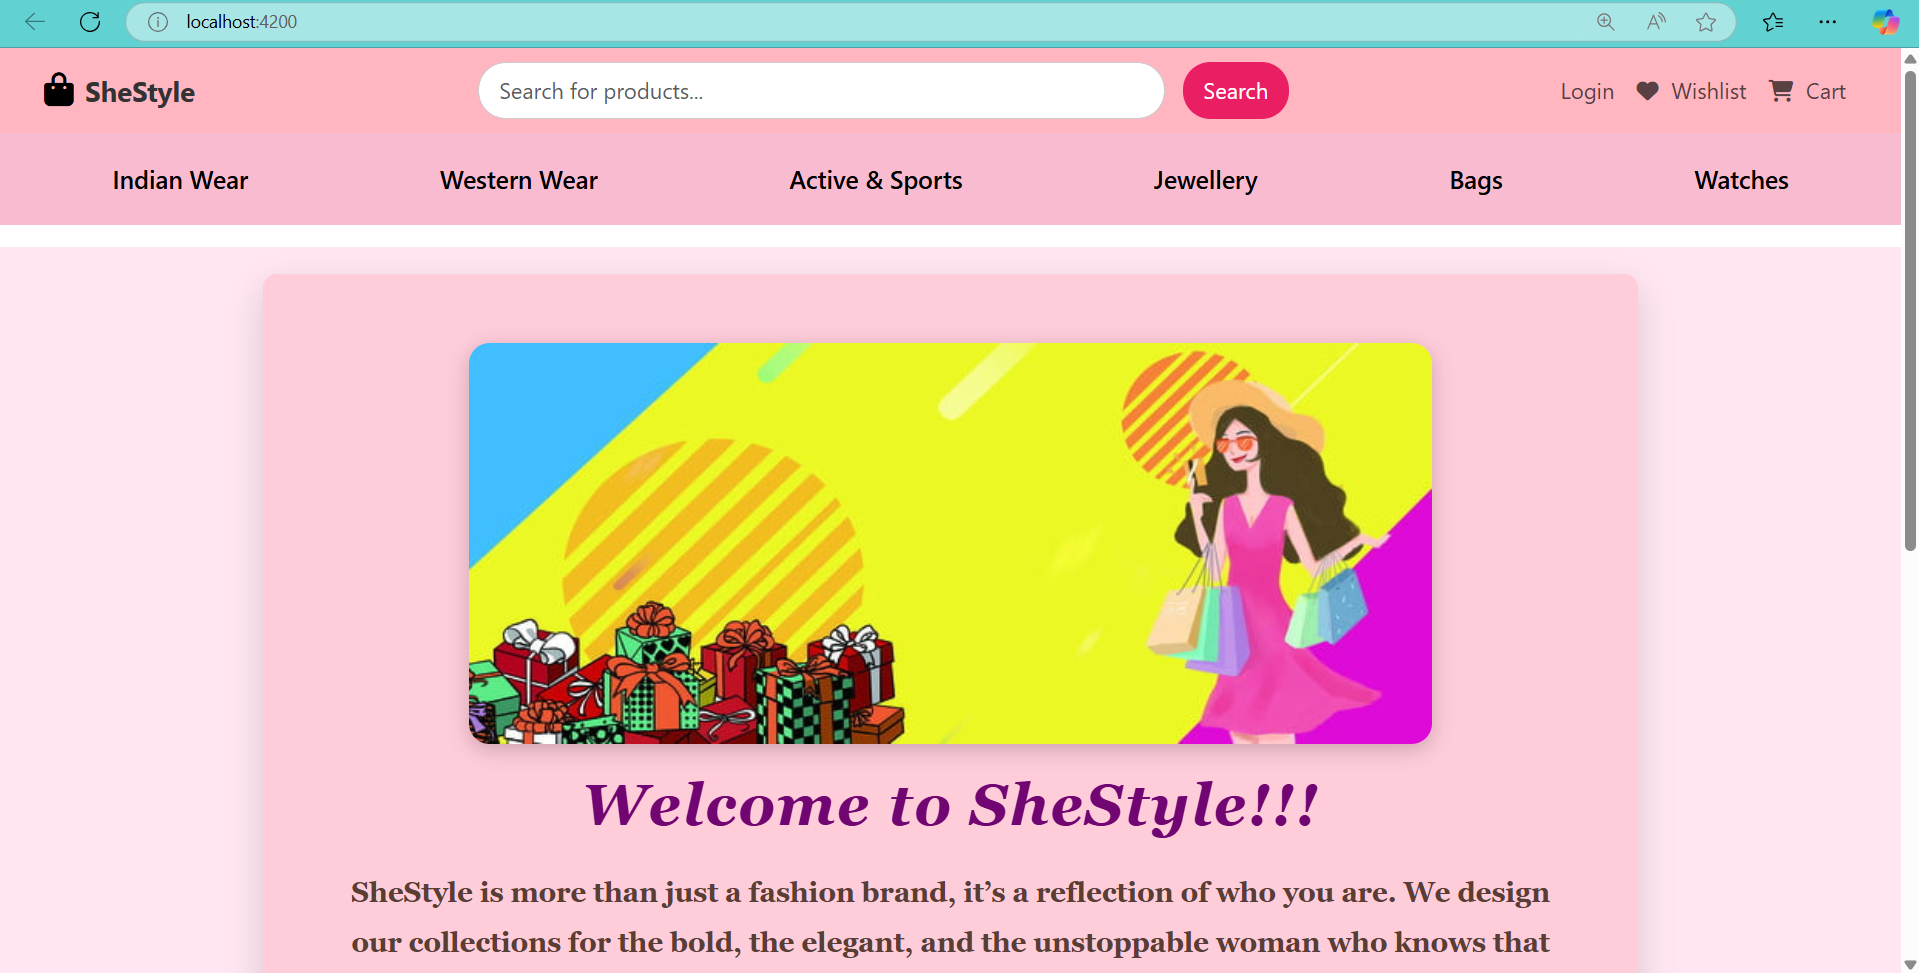 localhost:4200
SheStyle
Search for products...
Search
Login
Wishlist
Cart
Indian Wear
Western Wear
Active & Sports
Jewellery
Bags
Watches
Welcome to SheStyle!!!
SheStyle is more than just a fashion brand, it’s a reflection of who you are. We design
our collections for the bold, the elegant, and the unstoppable woman who knows that